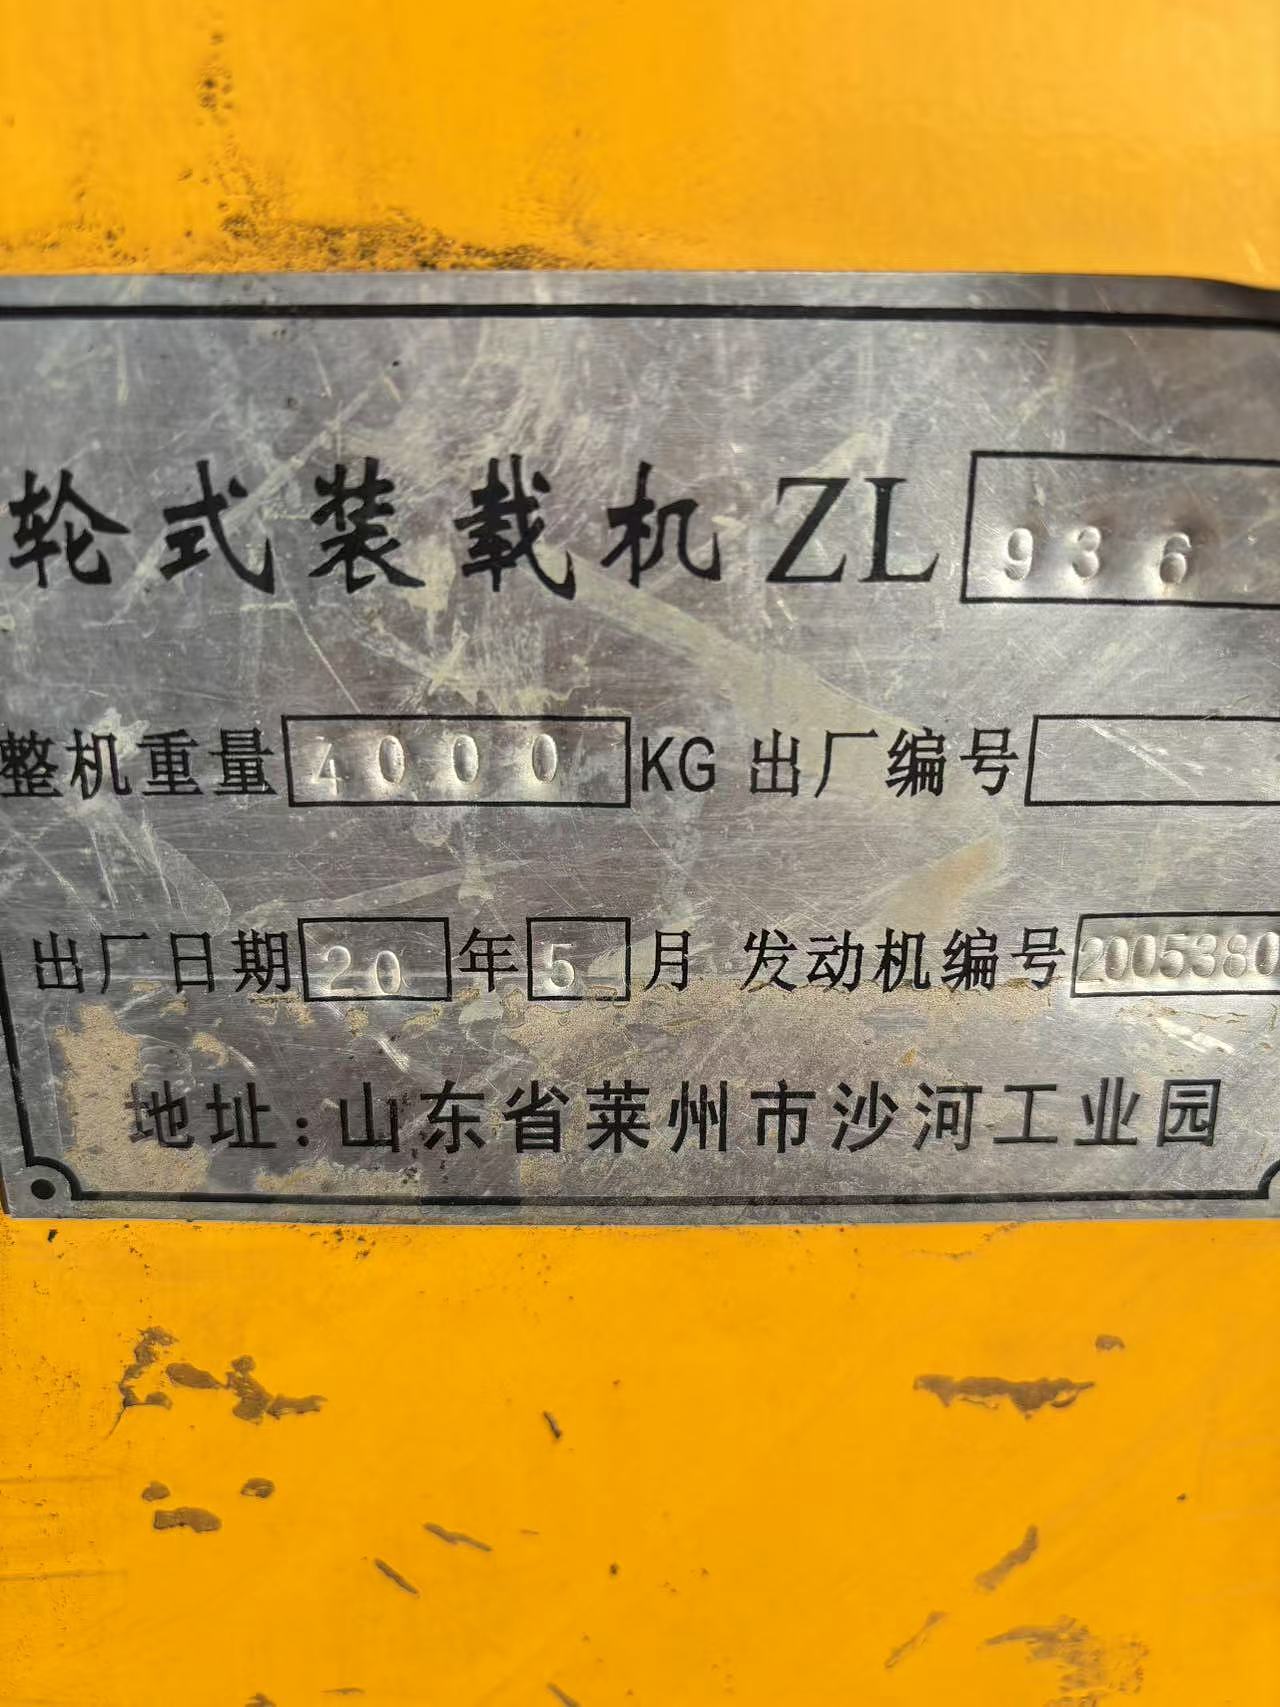 轮式装载机ZL 936
整机重量 4000 KG 出厂编号
出厂日期 20 年 5 月 发动机编号 2005380
地址:山东省莱州市沙河工业园